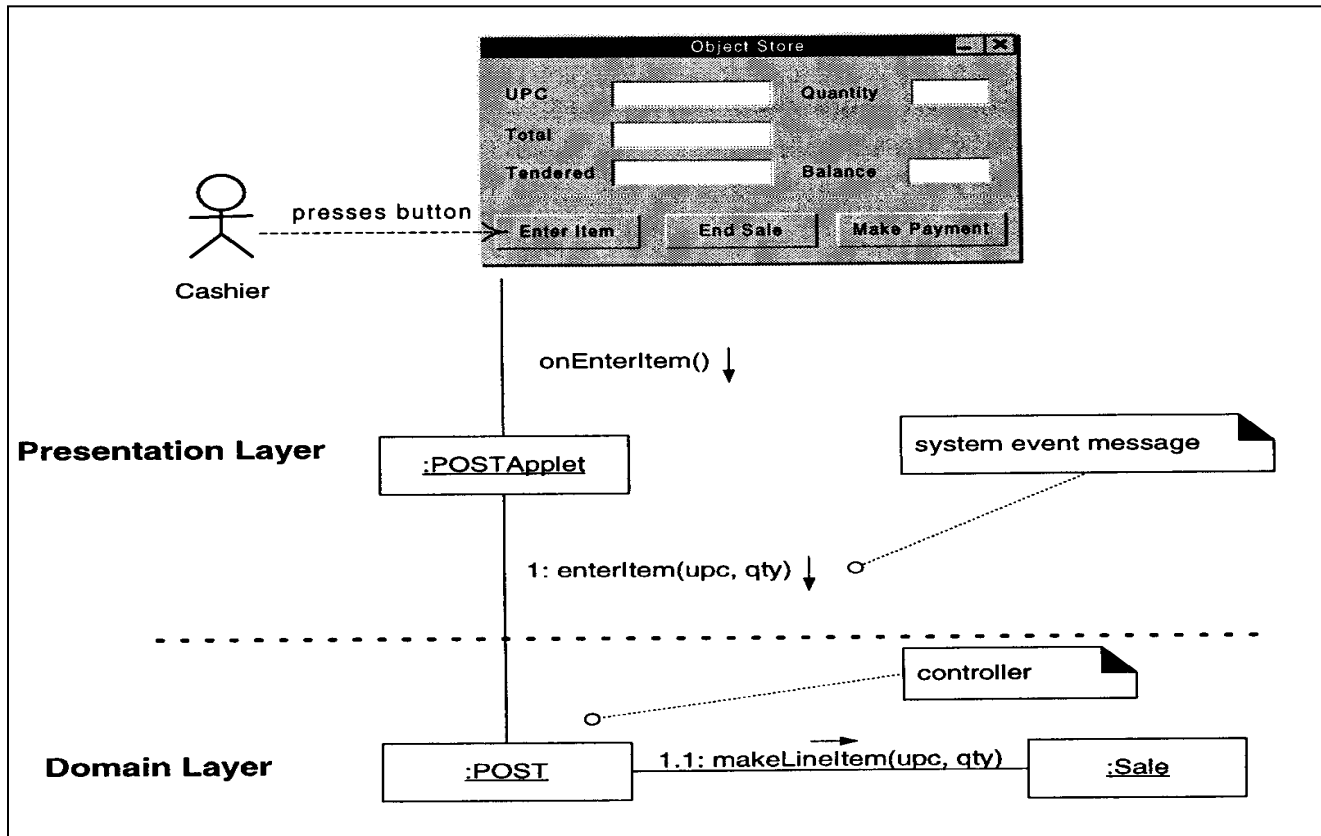 Object Store
UPC
Quantity
Total
Tendered
Balance
presses button
Enter Item
End Sale
Make Payment
Cashier
onEnterItem()
Presentation Layer
:POSTApplet
system event message
1: enterItem(upc, qty)
controller
Domain Layer
:POST
1.1: makeLineItem(upc, qty)
:Sale